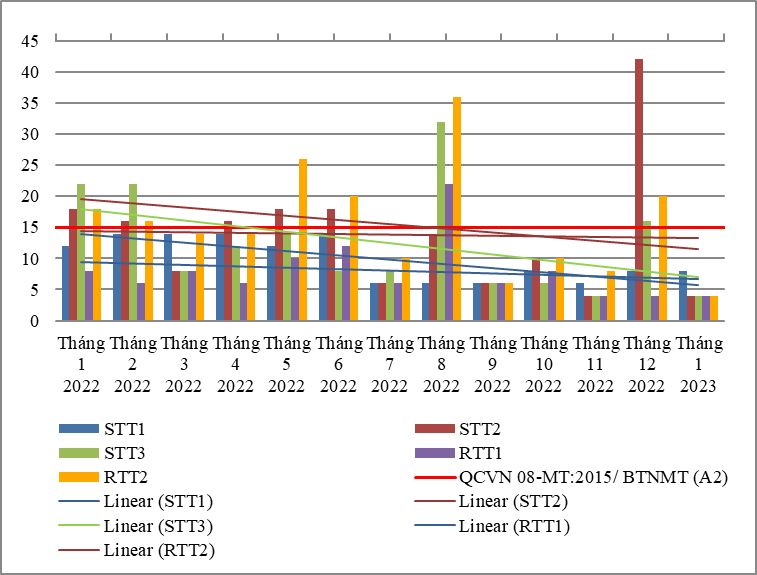 45
40
35
30
25
20
15
10
5
0
Tháng Tháng Tháng Tháng Tháng Tháng Tháng Tháng Tháng Tháng Tháng Tháng Tháng
1 2 3 4 5 6 7 8 9 10 11 12 1
2022 2022 2022 2022 2022 2022 2022 2022 2022 2022 2022 2022 2023
STT1 STT2
STT3 RTT1
RTT2 QCVN 08-MT:2015/ BTNMT (A2)
Linear (STT1) Linear (STT2)
Linear (STT3) Linear (RTT1)
Linear (RTT2)